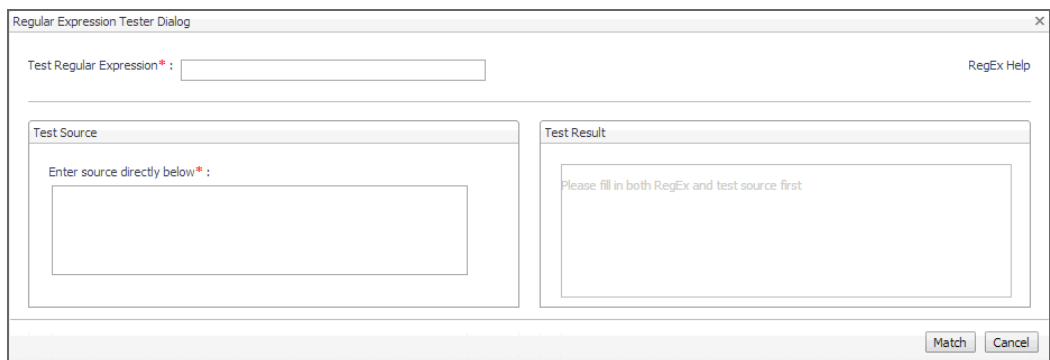 Regular Expression Tester Dialog
Test Regular Expression* :
RegEx Help
Test Source
Enter source directly below* :
Test Result
Please fill in both RegEx and test source first
Match
Cancel